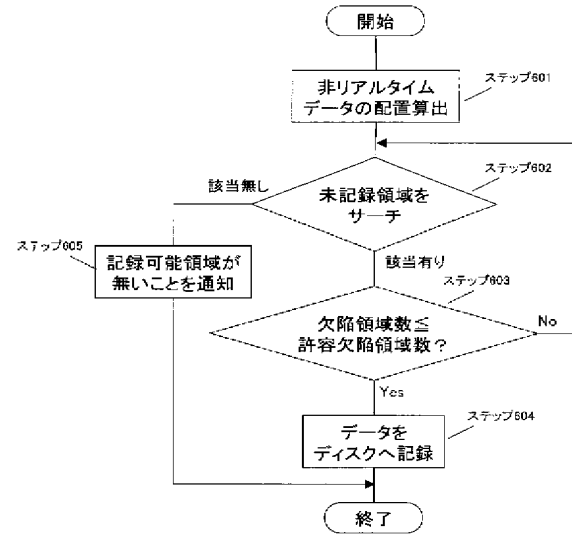 開始
非リアルタイム
データの配置算出
ステップ601
ステップ602
未記録領域を
サーチ
該当無し
ステップ605
記録可能領域が
無いことを通知
該当有り
ステップ603
欠陥領域数≦
許容欠陥領域数?
No
Yes
ステップ604
データを
ディスクへ記録
終了